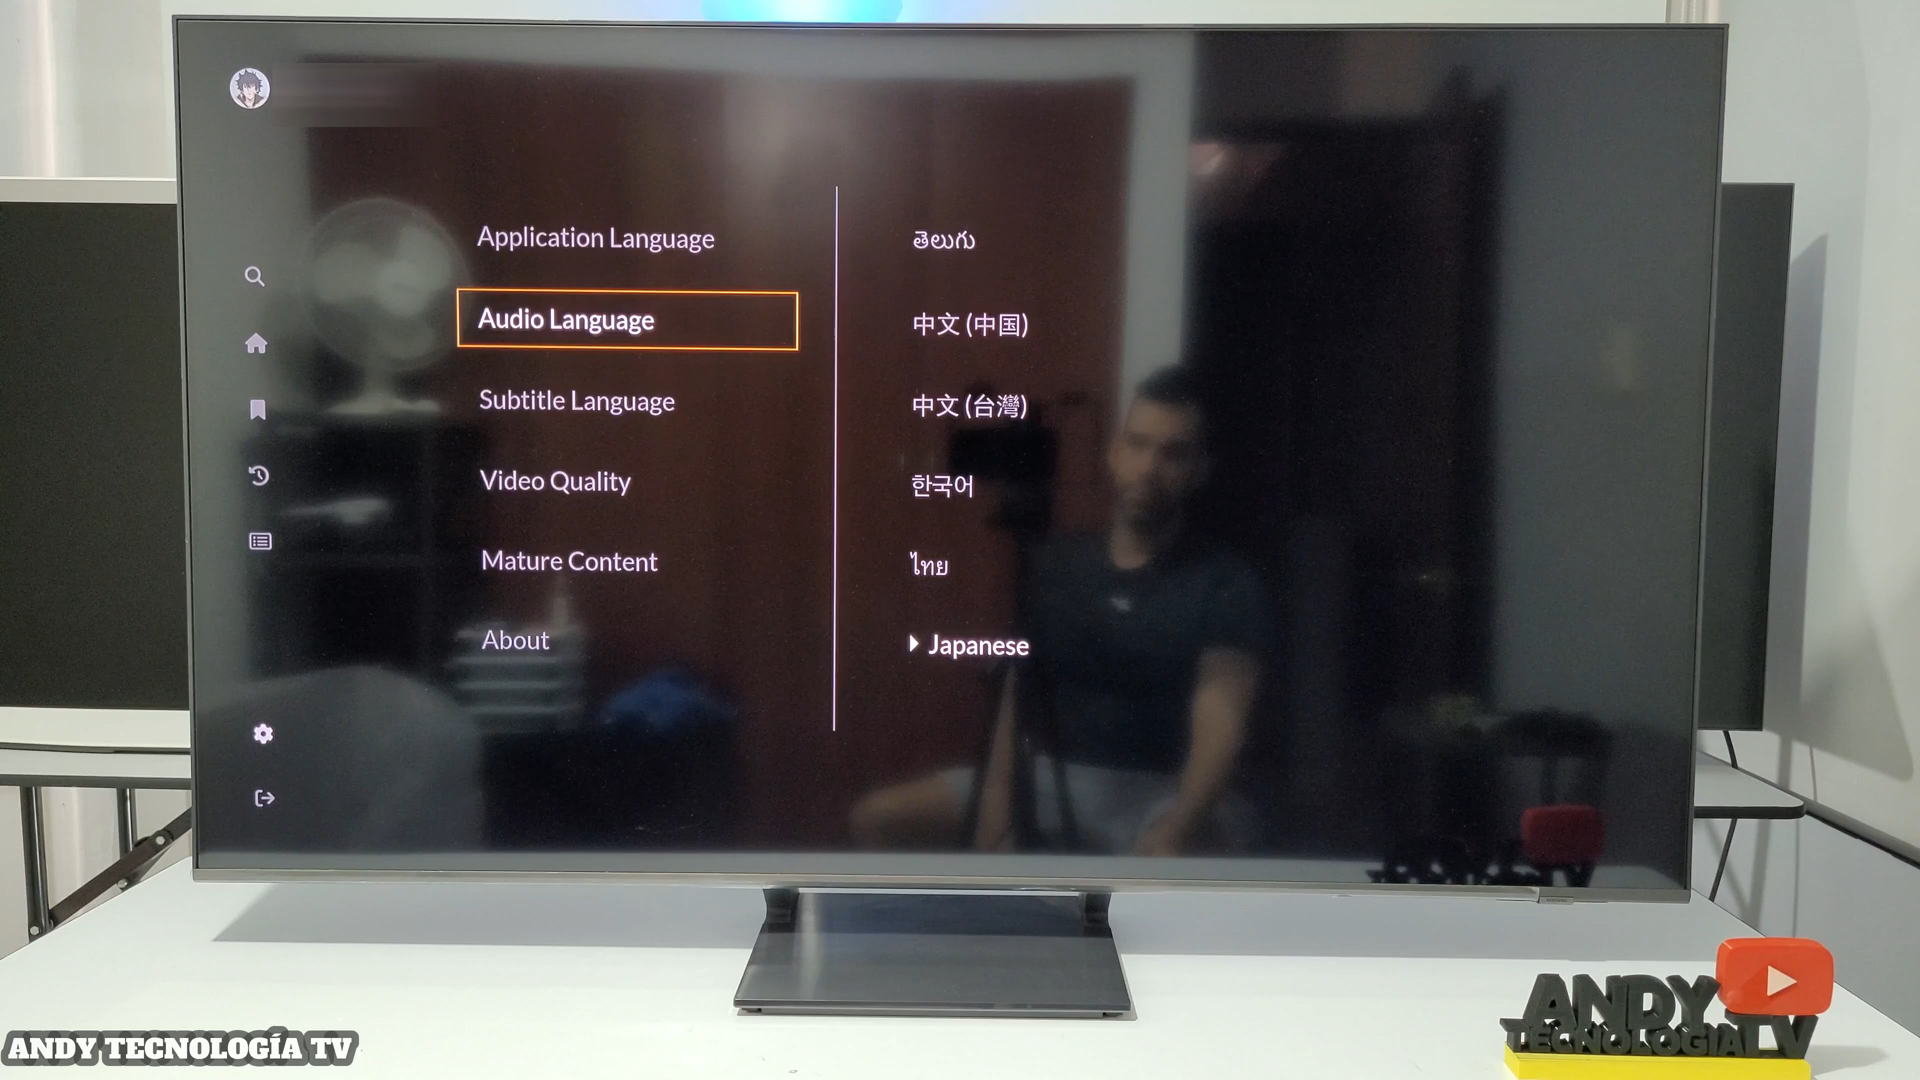 Application Language
Audio Language
Subtitle Language
Video Quality
Mature Content
About
తెలుగు
中文 (中国)
中文 (台灣)
한국어
ไทย
Japanese
ANDY TECNOLOGÍA TV
ANDY
TECNOLOGIA TV